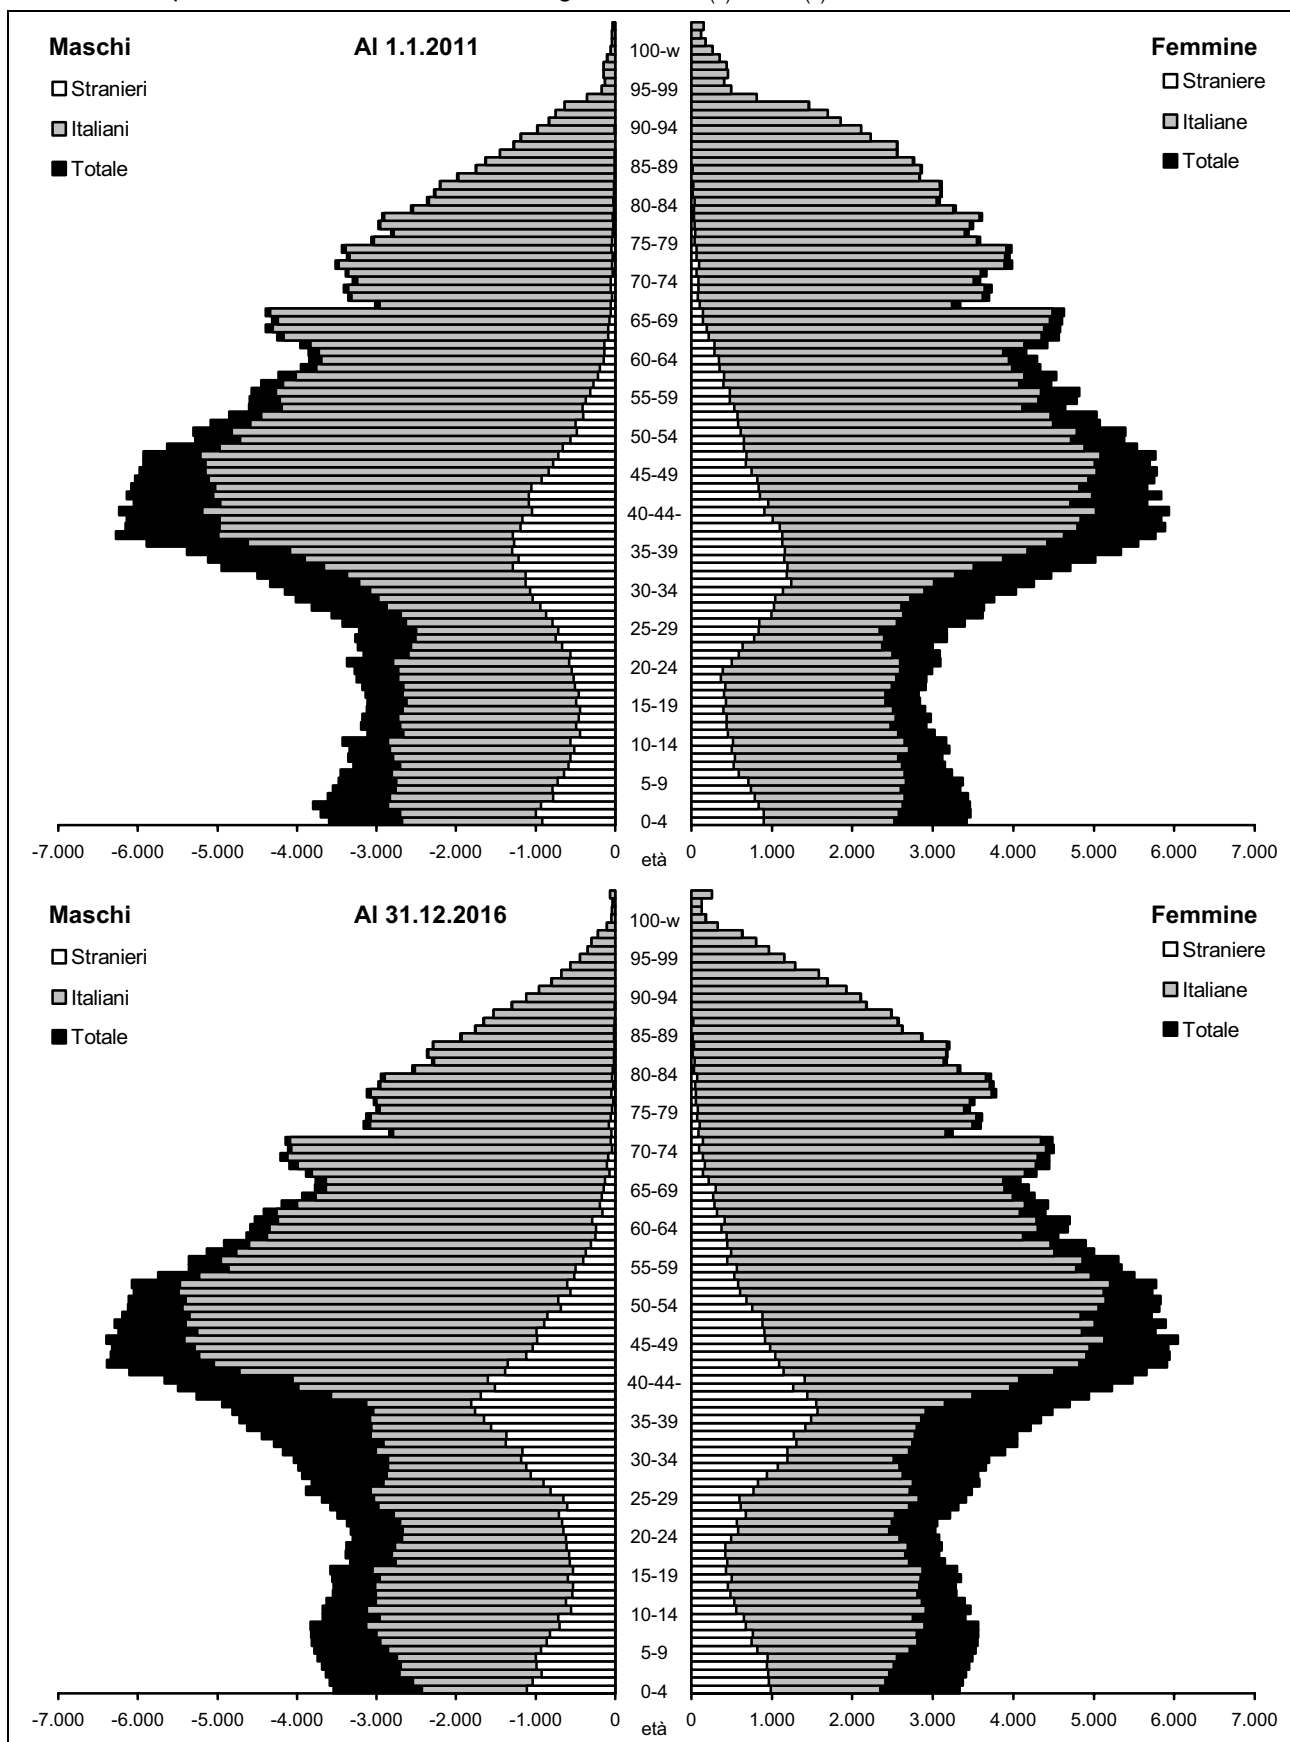 Maschi
Al 1.1.2011
Femmine
Stranieri
Italiani
Totale
Straniere
Italiane
Totale
100-w
95-99
90-94
85-89
80-84
75-79
70-74
65-69
60-64
55-59
50-54
45-49
40-44-
35-39
30-34
25-29
20-24
15-19
10-14
5-9
0-4
-7.000 -6.000 -5.000 -4.000 -3.000 -2.000 -1.000 0
età
0 1.000 2.000 3.000 4.000 5.000 6.000 7.000
Maschi
Al 31.12.2016
Femmine
Stranieri
Italiani
Totale
Straniere
Italiane
Totale
100-w
95-99
90-94
85-89
80-84
75-79
70-74
65-69
60-64
55-59
50-54
45-49
40-44-
35-39
30-34
25-29
20-24
15-19
10-14
5-9
0-4
-7.000 -6.000 -5.000 -4.000 -3.000 -2.000 -1.000 0
età
0 1.000 2.000 3.000 4.000 5.000 6.000 7.000